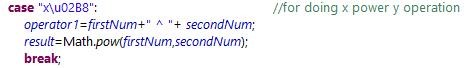 case "x\u02B8": //for doing x power y operation
operator1=firstNum+" ^ "+ secondNum;
result=Math.pow(firstNum,secondNum);
break;